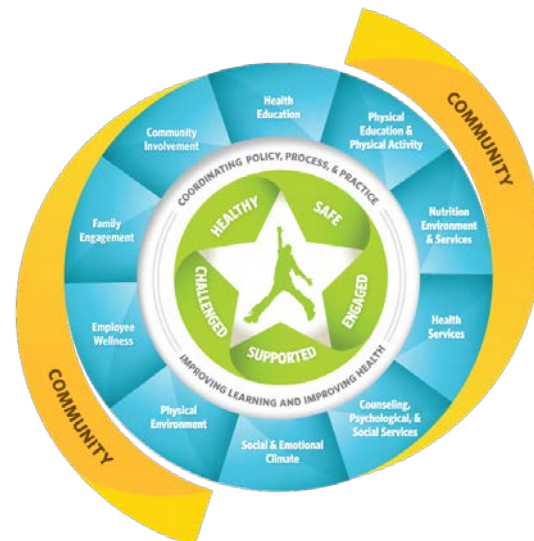 COMMUNITY
Health
Education
Physical
Education &
Physical Activity
Nutrition
Environment
& Services
Health
Services
Counseling,
Psychological, &
Social Services
Social & Emotional
Climate
Physical
Environment
Employee
Wellness
Family
Engagement
Community
Involvement
COORDINATING POLICY, PROCESS, & PRACTICE
IMPROVING LEARNING AND IMPROVING HEALTH
HEALTHY
SAFE
ENGAGED
SUPPORTED
CHALLENGED
COMMUNITY